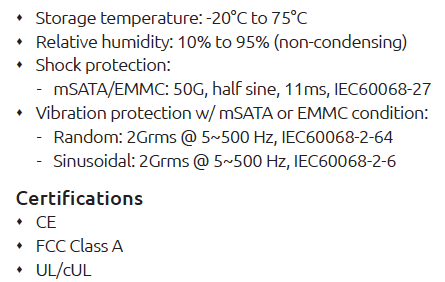 ♦ Storage temperature: -20°C to 75°C
♦ Relative humidity: 10% to 95% (non-condensing)
♦ Shock protection:
- mSATA/EMMC: 50G, half sine, 11ms, IEC60068-27
♦ Vibration protection w/ mSATA or EMMC condition:
- Random: 2Grms @ 5~500 Hz, IEC60068-2-64
- Sinusoidal: 2Grms @ 5~500 Hz, IEC60068-2-6
Certifications
♦ CE
♦ FCC Class A
♦ UL/cUL